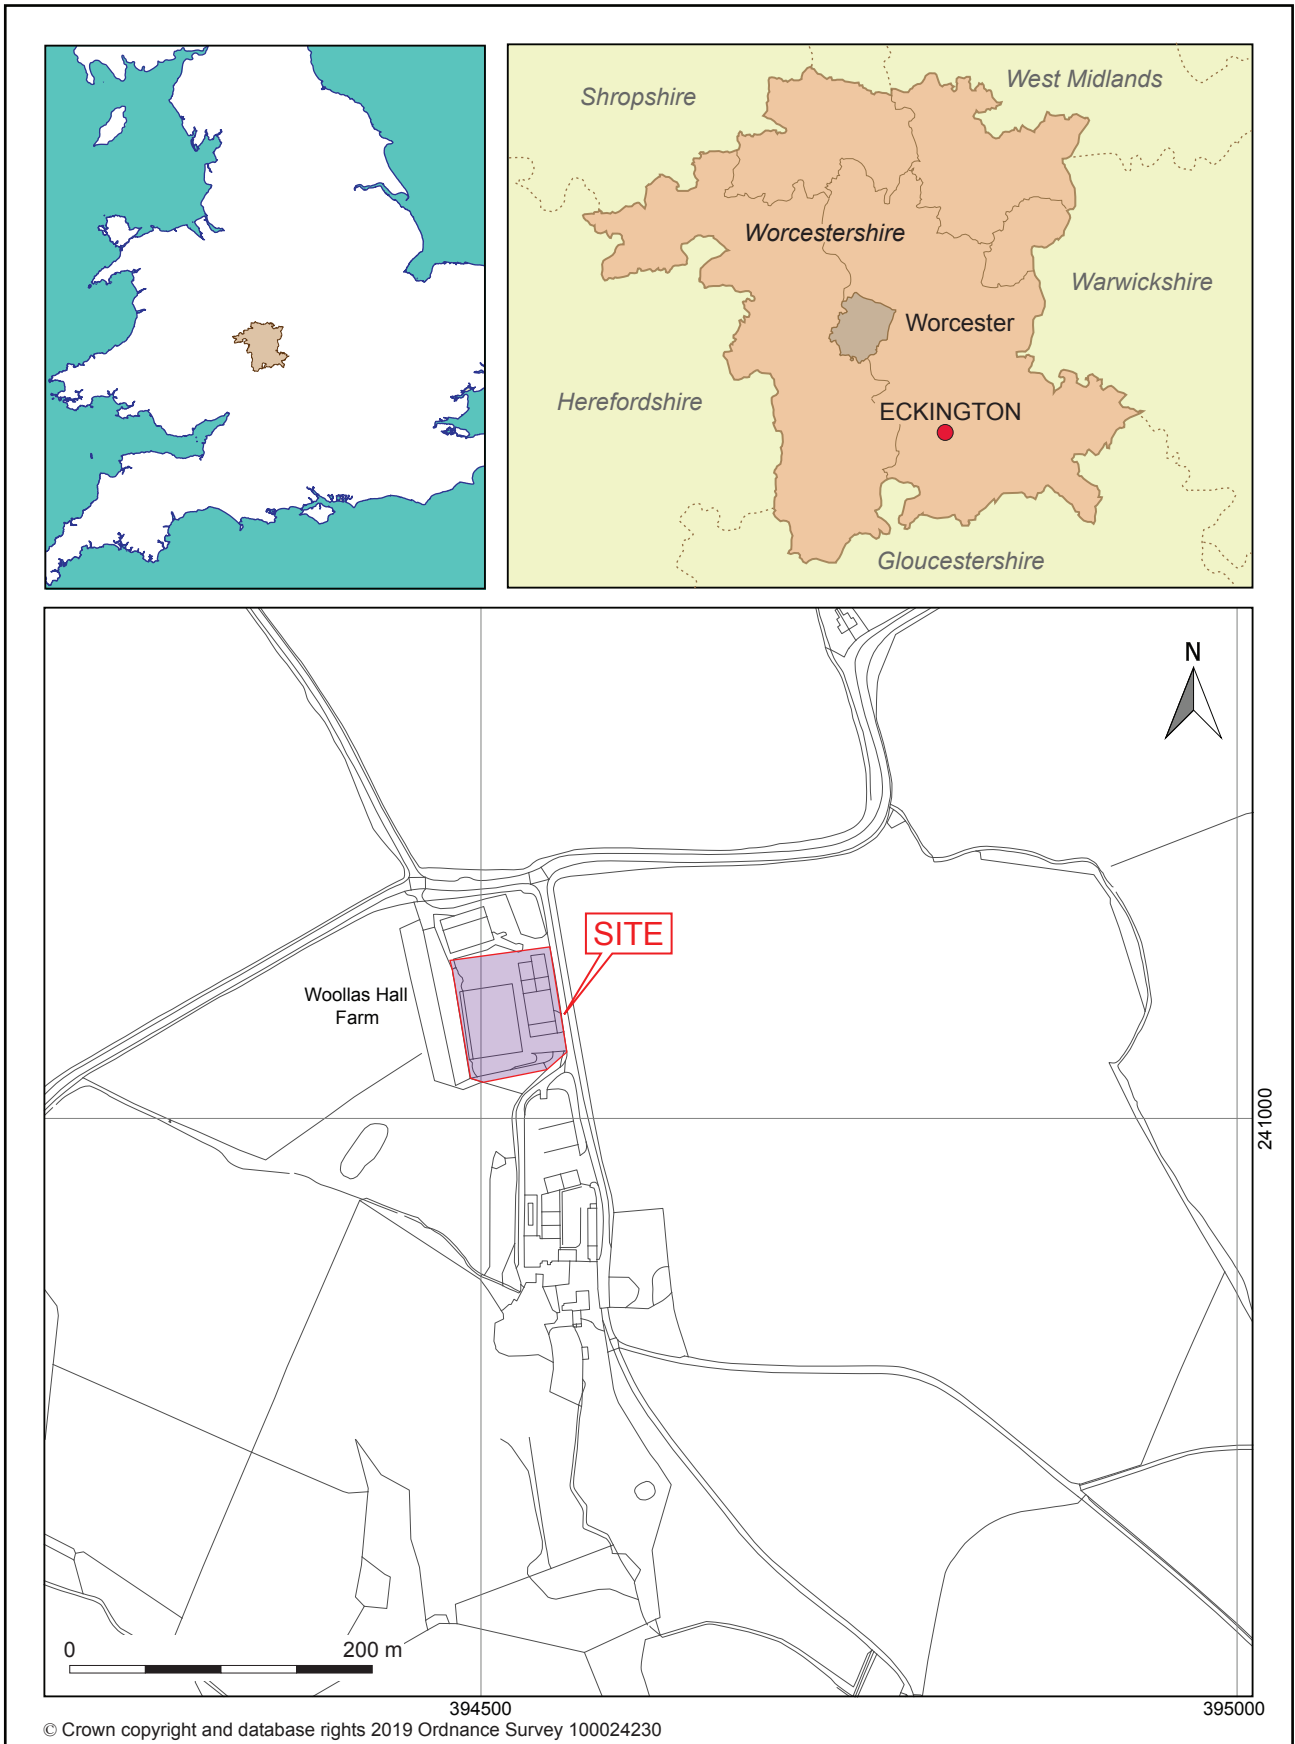 Shropshire
West Midlands
Worcestershire
Warwickshire
Worcester
Herefordshire
ECKINGTON
Gloucestershire
N
SITE
Woollas Hall
Farm
241000
0
200 m
394500
395000
© Crown copyright and database rights 2019 Ordnance Survey 100024230